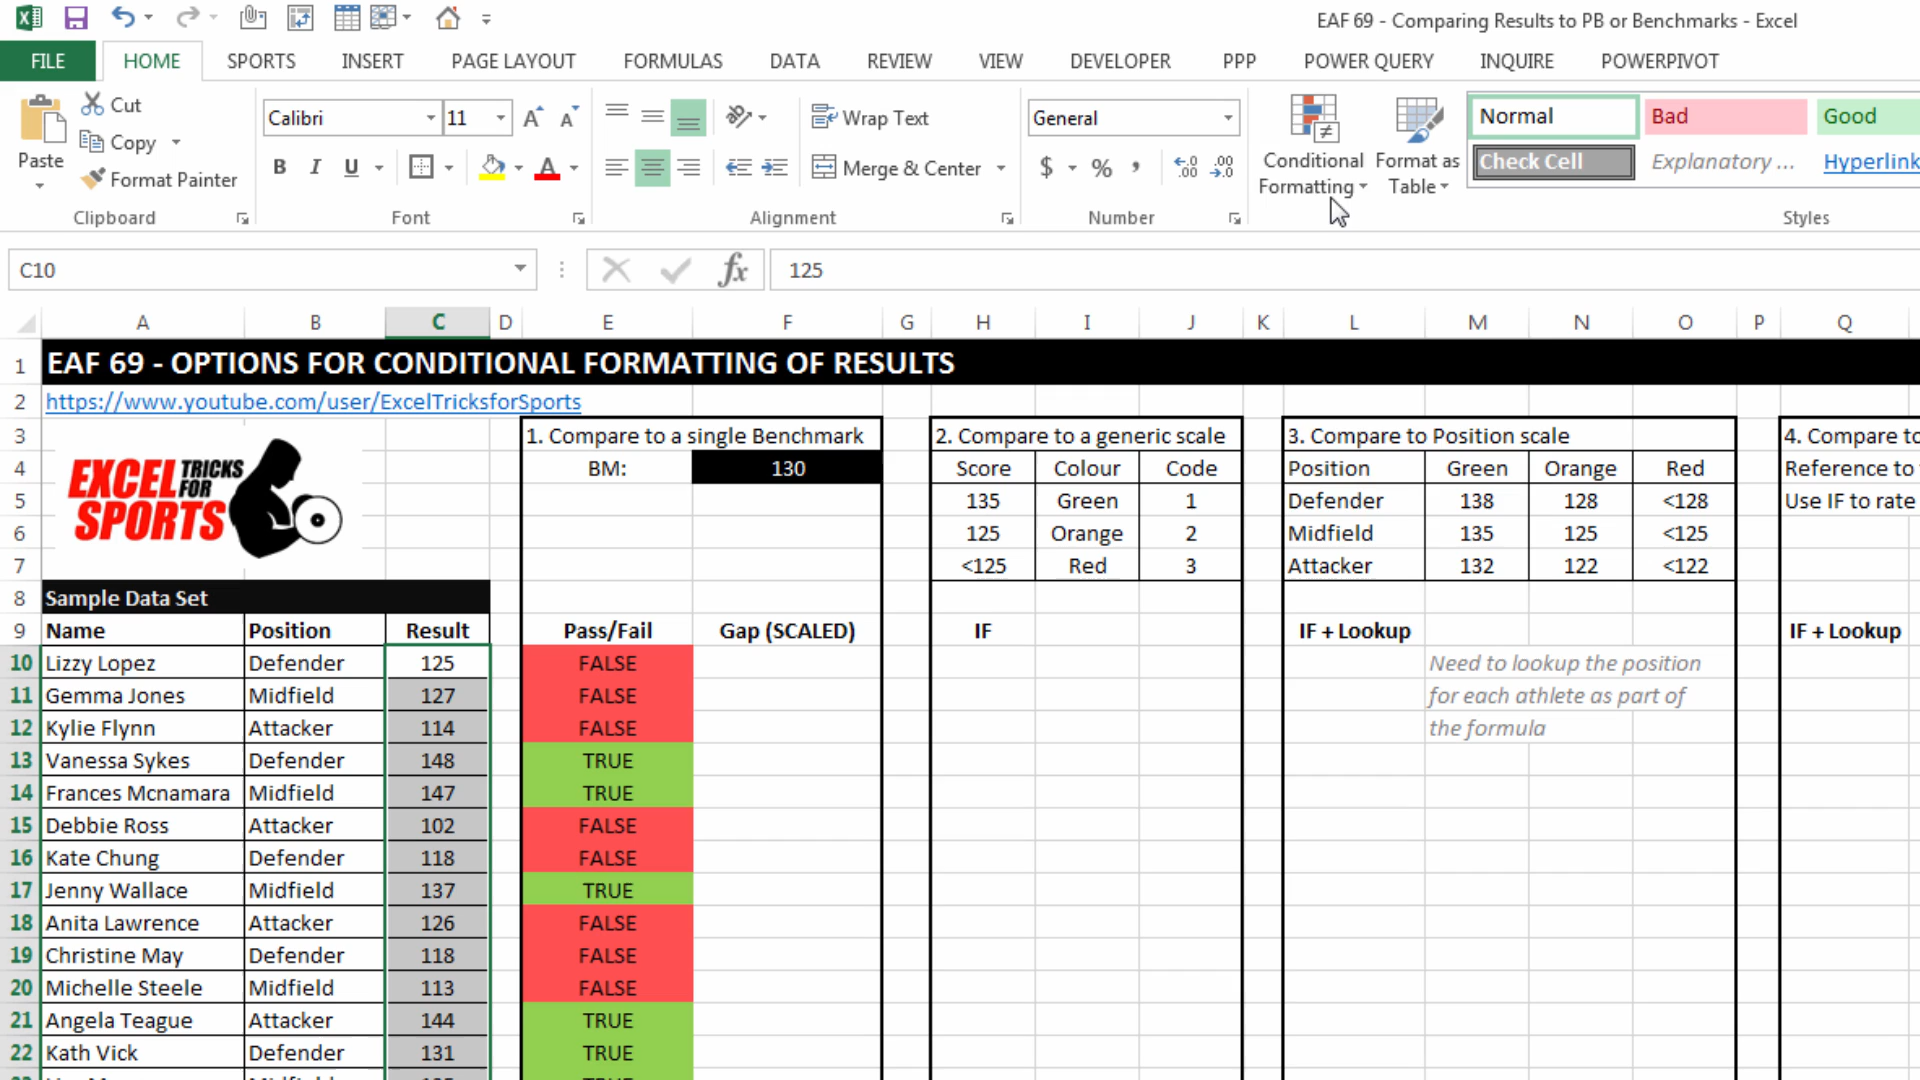 EAF 69 - Comparing Results to PB or Benchmarks - Excel
FILE HOME SPORTS INSERT PAGE LAYOUT FORMULAS DATA REVIEW VIEW DEVELOPER PPP POWER QUERY INQUIRE POWERPIVOT
Paste
Cut
Copy
Format Painter
Clipboard
Calibri 11
B I U A
Font
Wrap Text
Merge & Center
Alignment
General
$ % ,
Number
Conditional Formatting
Format as Table
Normal Bad Good
Check Cell Explanatory ... Hyperlink
Styles
C10 fx 125
A B C D E F G H I J K L M N O P Q
1 EAF 69 - OPTIONS FOR CONDITIONAL FORMATTING OF RESULTS
2 https://www.youtube.com/user/ExcelTricksforSports
EXCEL TRICKS FOR SPORTS
3 1. Compare to a single Benchmark 2. Compare to a generic scale 3. Compare to Position scale 4. Compare to
4 BM: 130 Score Colour Code Position Green Orange Red Reference to
5 135 Green 1 Defender 138 128 <128 Use IF to rate
6 125 Orange 2 Midfield 135 125 <125
7 <125 Red 3 Attacker 132 122 <122
8 Sample Data Set
9 Name Position Result Pass/Fail Gap (SCALED) IF IF + Lookup IF + Lookup
10 Lizzy Lopez Defender 125 FALSE Need to lookup the position
11 Gemma Jones Midfield 127 FALSE for each athlete as part of
12 Kylie Flynn Attacker 114 FALSE the formula
13 Vanessa Sykes Defender 148 TRUE
14 Frances Mcnamara Midfield 147 TRUE
15 Debbie Ross Attacker 102 FALSE
16 Kate Chung Defender 118 FALSE
17 Jenny Wallace Midfield 137 TRUE
18 Anita Lawrence Attacker 126 FALSE
19 Christine May Defender 118 FALSE
20 Michelle Steele Midfield 113 FALSE
21 Angela Teague Attacker 144 TRUE
22 Kath Vick Defender 131 TRUE